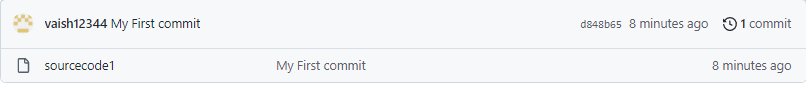 vaish12344 My First commit d848b65 8 minutes ago 1 commit
sourcecode1 My First commit 8 minutes ago